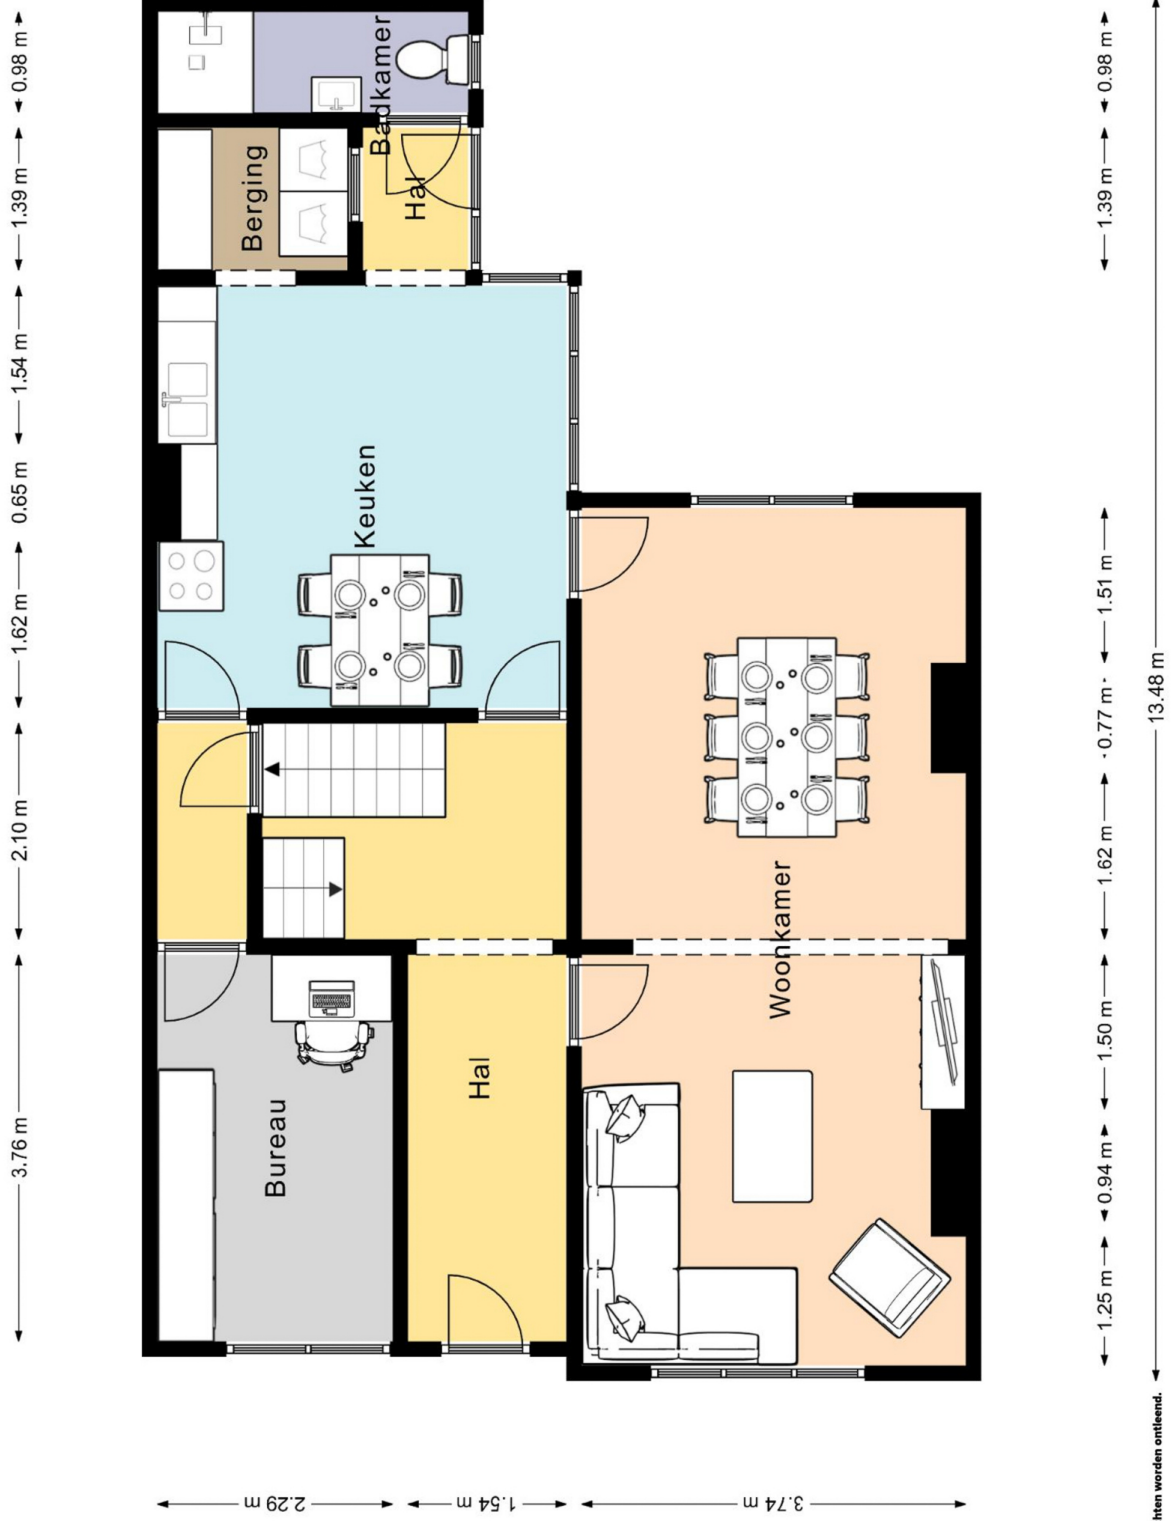 0.98 m
1.39 m
1.54 m
0.65 m
1.62 m
2.10 m
3.76 m
Badkamer
Berging
Hal
Keuken
Woonkamer
Bureau
Hal
0.98 m
1.39 m
1.51 m
0.77 m
1.62 m
1.50 m
0.94 m
1.25 m
13.48 m
2.29 m
1.54 m
3.74 m
hten worden ontleend.